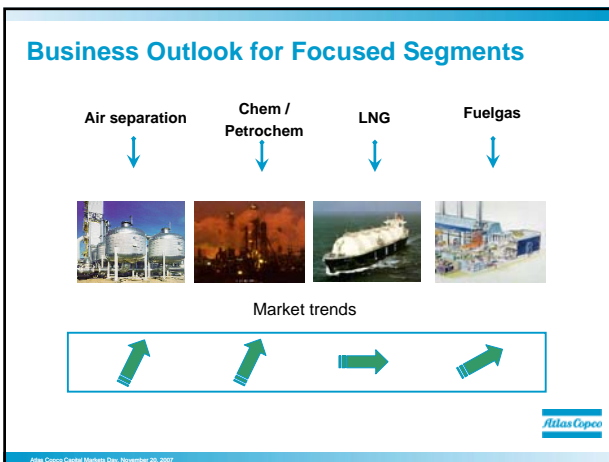 Business Outlook for Focused Segments
Air separation
Chem /
Petrochem
LNG
Fuelgas
Market trends
Atlas Copco
Atlas Copco Capital Markets Day, November 20, 2007